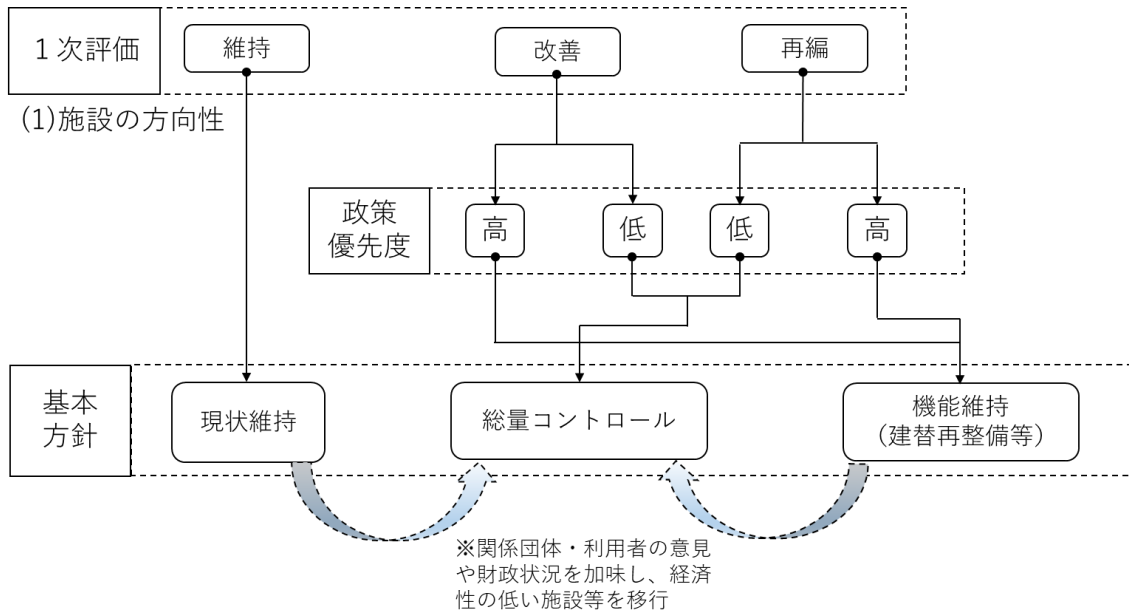 １次評価
維持
改善
再編
(1)施設の方向性
政策
優先度
高
低
低
高
基本
方針
現状維持
総量コントロール
機能維持
（建替再整備等）
※関係団体・利用者の意見
や財政状況を加味し、経済
性の低い施設等を移行